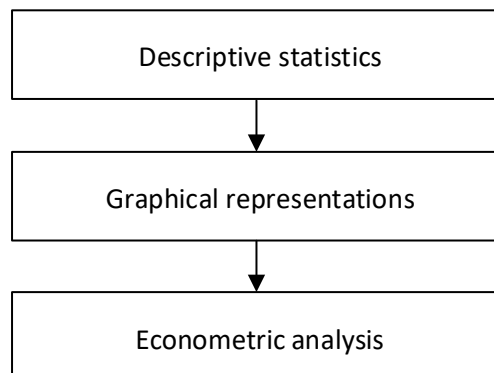 Descriptive statistics
Graphical representations
Econometric analysis